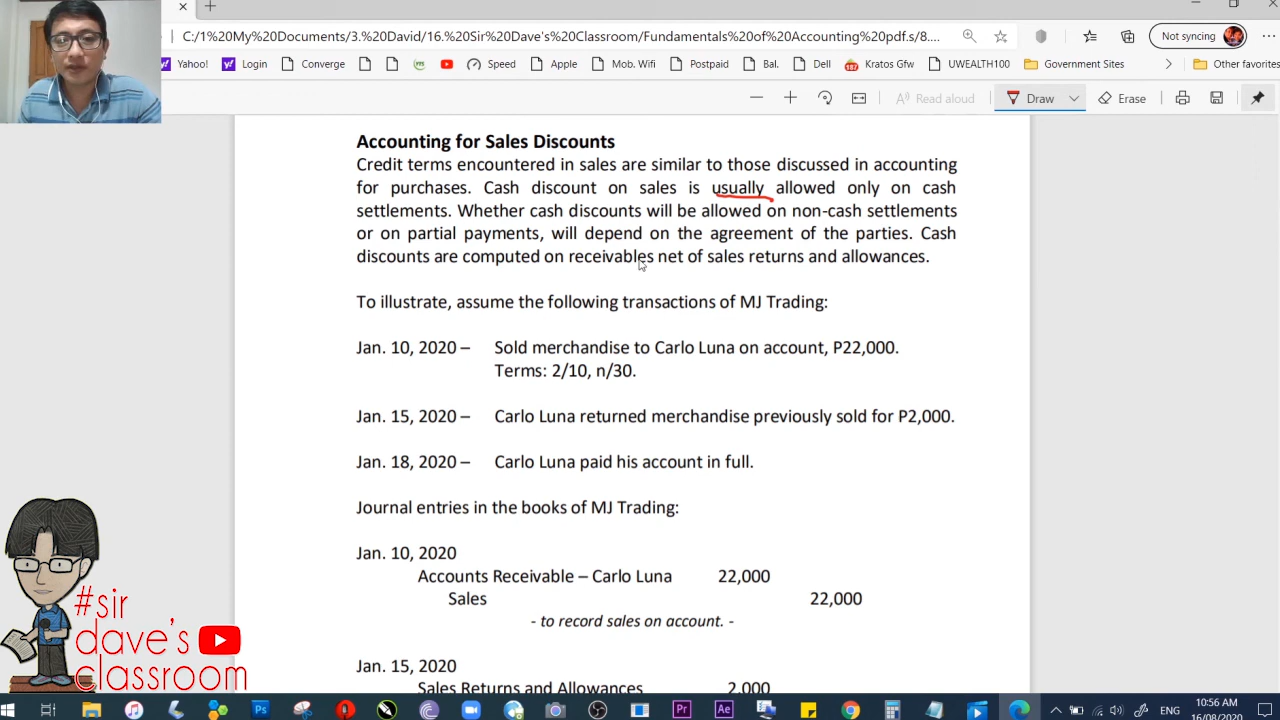 C:/1%20My%20Documents/3.%20David/16.%20Sir%20Dave's%20Classroom/Fundamentals%20of%20Accounting%20pdf.s/8....
Not syncing
Yahoo!
Login
Converge
Speed
Apple
Mob. Wifi
Postpaid
Bal.
Dell
Kratos Gfw
UWEALTH100
Government Sites
Other favorites
Read aloud
Draw
Erase
Accounting for Sales Discounts
Credit terms encountered in sales are similar to those discussed in accounting
for purchases. Cash discount on sales is usually allowed only on cash
settlements. Whether cash discounts will be allowed on non-cash settlements
or on partial payments, will depend on the agreement of the parties. Cash
discounts are computed on receivables net of sales returns and allowances.
To illustrate, assume the following transactions of MJ Trading:
Jan. 10, 2020 – Sold merchandise to Carlo Luna on account, P22,000.
Terms: 2/10, n/30.
Jan. 15, 2020 – Carlo Luna returned merchandise previously sold for P2,000.
Jan. 18, 2020 – Carlo Luna paid his account in full.
Journal entries in the books of MJ Trading:
Jan. 10, 2020
Accounts Receivable – Carlo Luna 22,000
Sales 22,000
- to record sales on account. -
Jan. 15, 2020
Sales Returns and Allowances 2,000
#sir
dave's
classroom
Ps
Pr
Ae
ENG
10:56 AM
16/08/2020